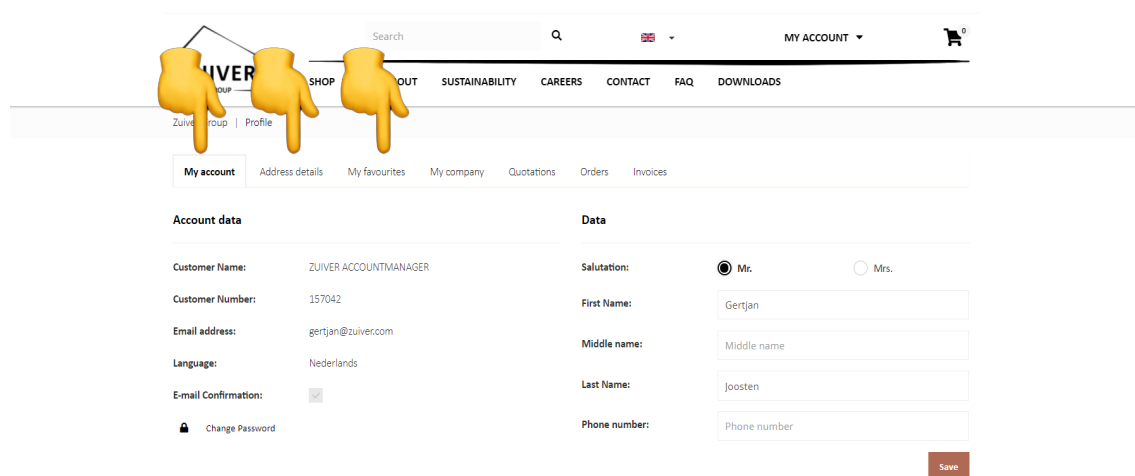 Search
MY ACCOUNT
0
SHOP SUSTAINABILITY CAREERS CONTACT FAQ DOWNLOADS
| Profile
My account Address details My favourites My company Quotations Orders Invoices
Account data
Customer Name: ZUIVER ACCOUNTMANAGER
Customer Number: 157042
Email address: gertjan@zuiver.com
Language: Nederlands
E-mail Confirmation:
Change Password
Data
Salutation: Mr. Mrs.
First Name: Gertjan
Middle name: Middle name
Last Name: Joosten
Phone number: Phone number
Save